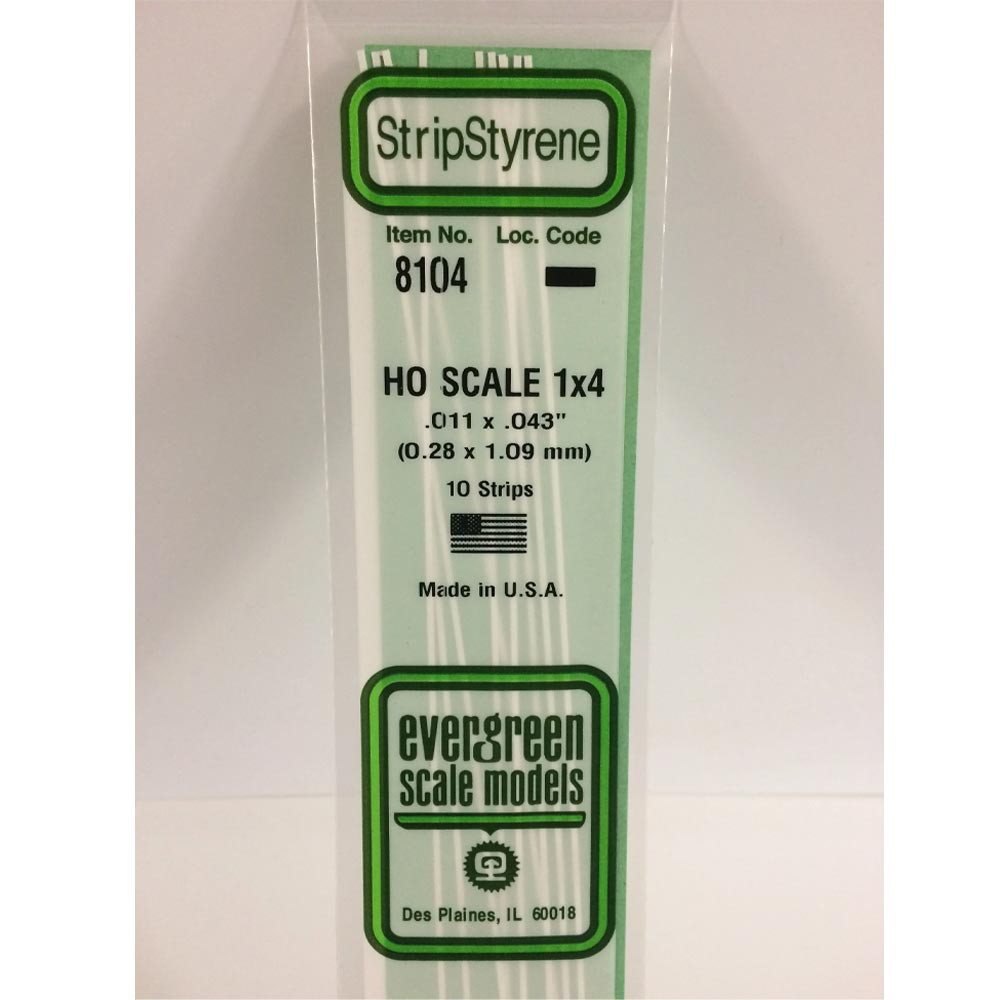 StripStyrene
Item No. Loc. Code
8104
HO SCALE 1x4
.011 x .043"
(0.28 x 1.09 mm)
10 Strips
Made in U.S.A.
evergreen
scale models
Des Plaines, IL 60018